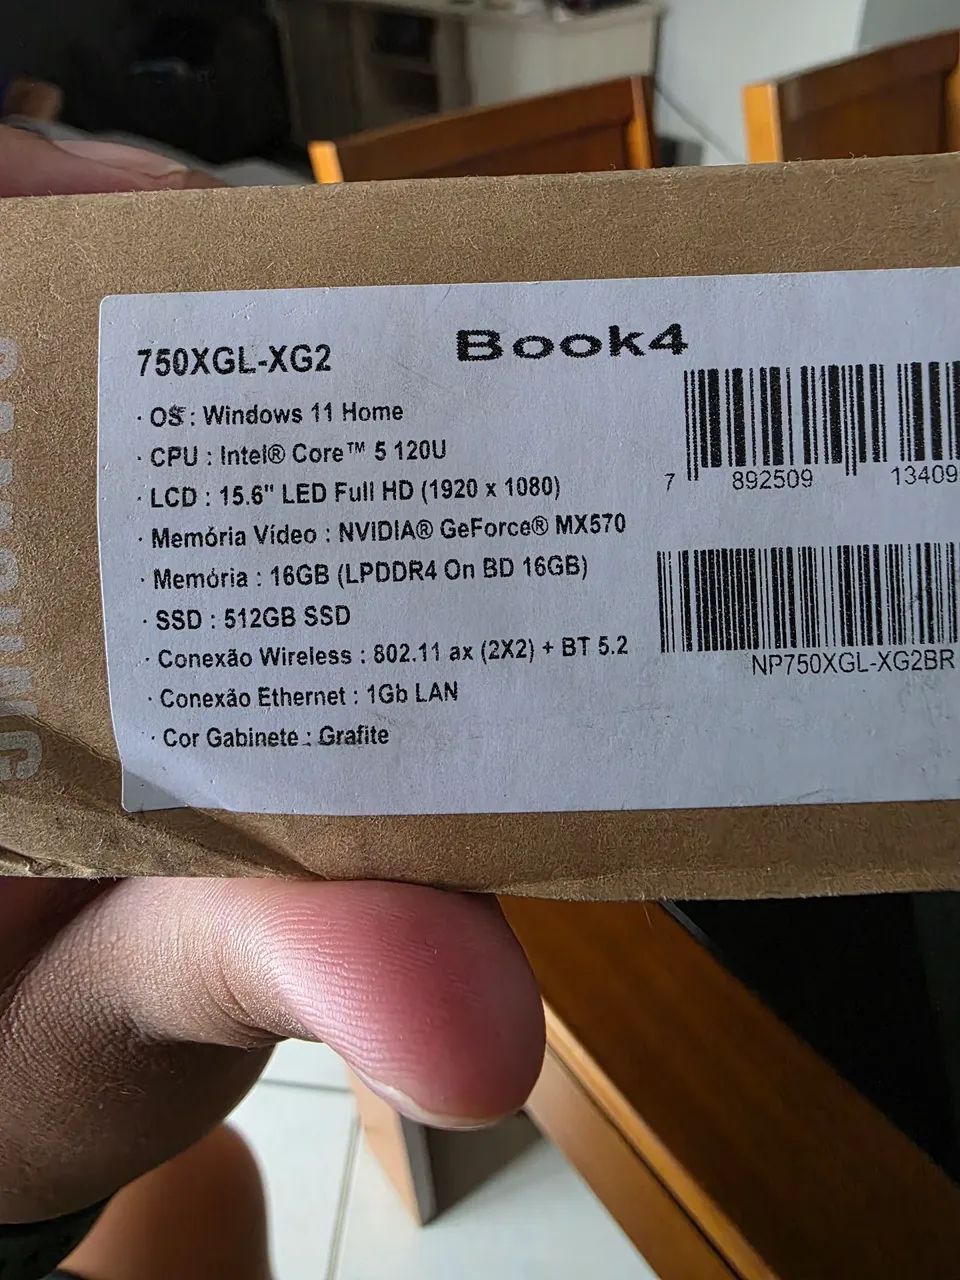 750XGL-XG2
Book4
· OS : Windows 11 Home
· CPU : Intel® Core™ 5 120U
· LCD : 15.6" LED Full HD (1920 x 1080)
· Memória Vídeo : NVIDIA® GeForce® MX570
· Memória : 16GB (LPDDR4 On BD 16GB)
· SSD : 512GB SSD
· Conexão Wireless : 802.11 ax (2X2) + BT 5.2
· Conexão Ethernet : 1Gb LAN
· Cor Gabinete : Grafite
7 892509 13409
NP750XGL-XG2BR